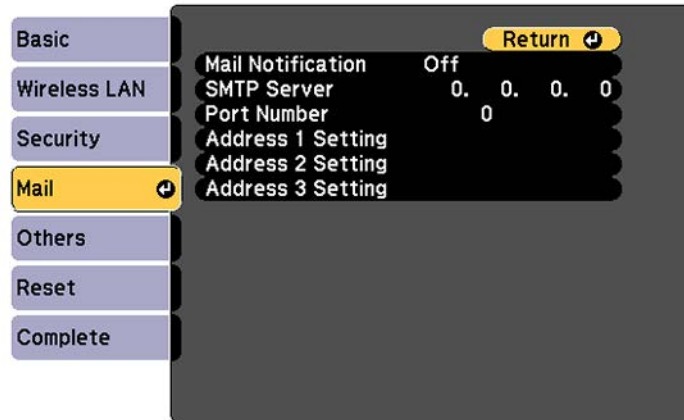 Basic
Wireless LAN
Security
Mail
Others
Reset
Complete
Return
Mail Notification Off
SMTP Server 0. 0. 0. 0
Port Number 0
Address 1 Setting
Address 2 Setting
Address 3 Setting